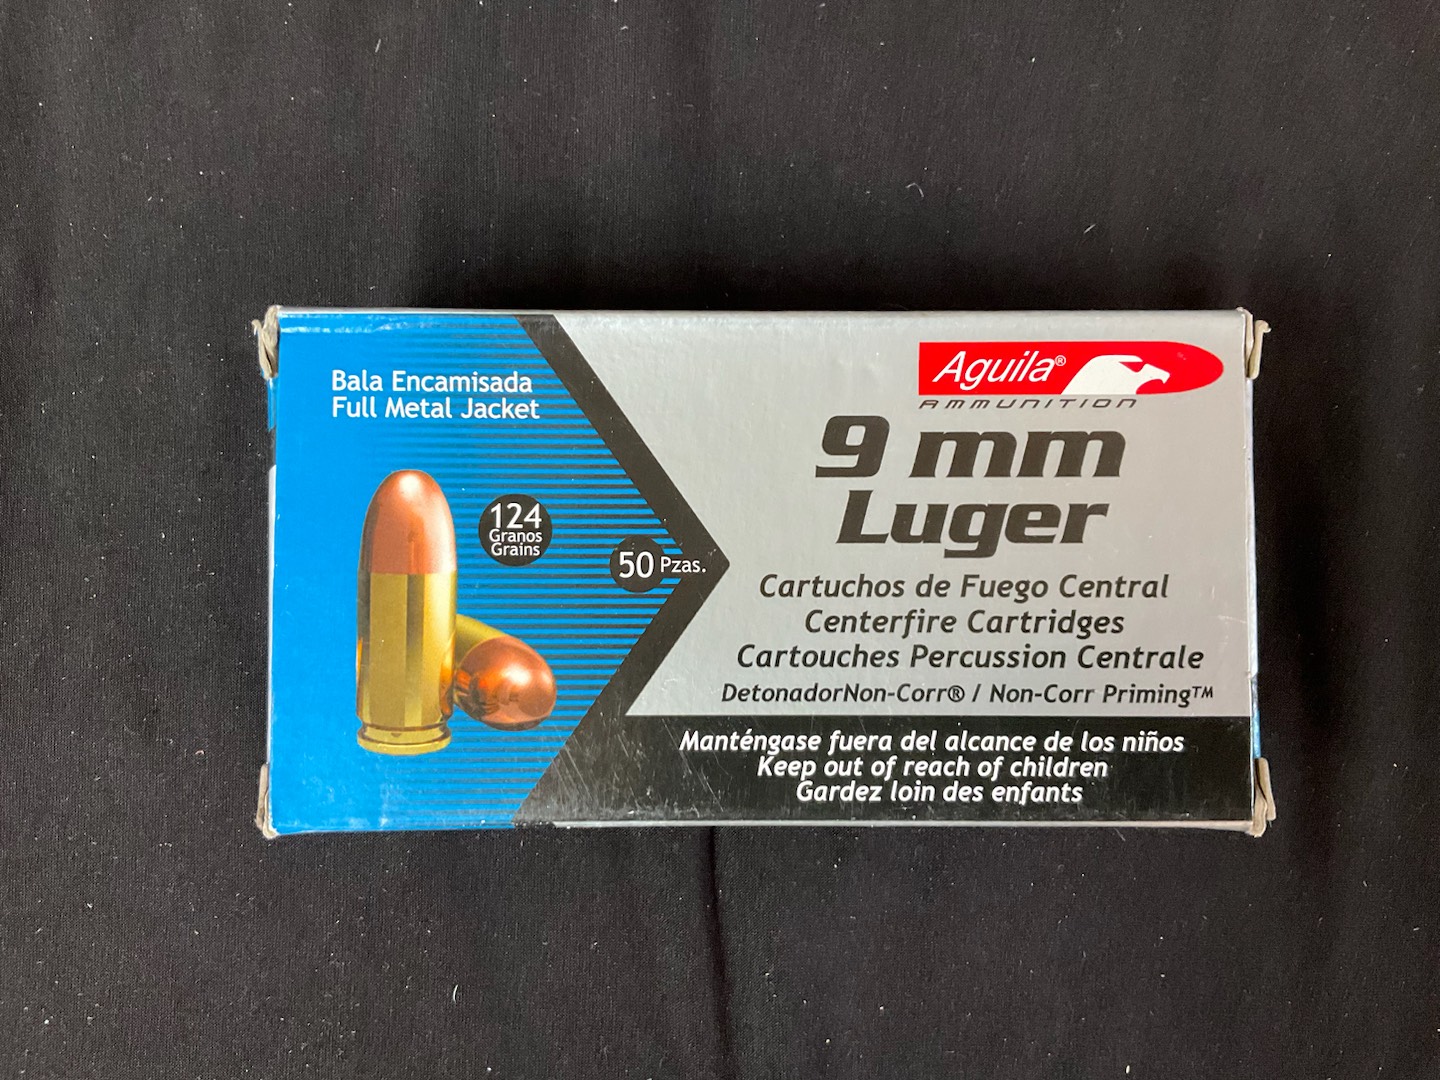 Bala Encamisada
Full Metal Jacket
124
Granos
Grains
50 Pzas.
Aguila®
AMMUNITION
9 mm
Luger
Cartuchos de Fuego Central
Centerfire Cartridges
Cartouches Percussion Centrale
DetonadorNon-Corr® / Non-Corr Priming™
Manténgase fuera del alcance de los niños
Keep out of reach of children
Gardez loin des enfants